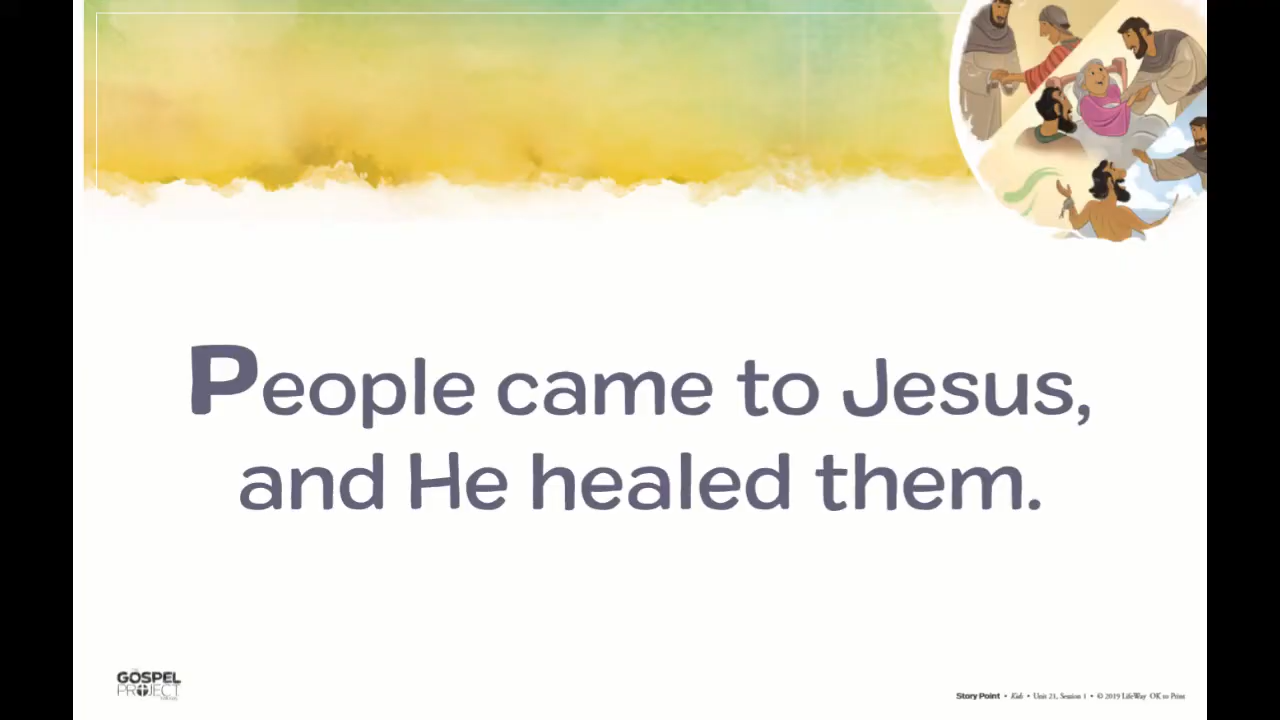 People came to Jesus,
and He healed them.
THE
GOSPEL
PROJECT
Story Point • Kids • Unit 21, Session 1 • © 2019 LifeWay OK to Print